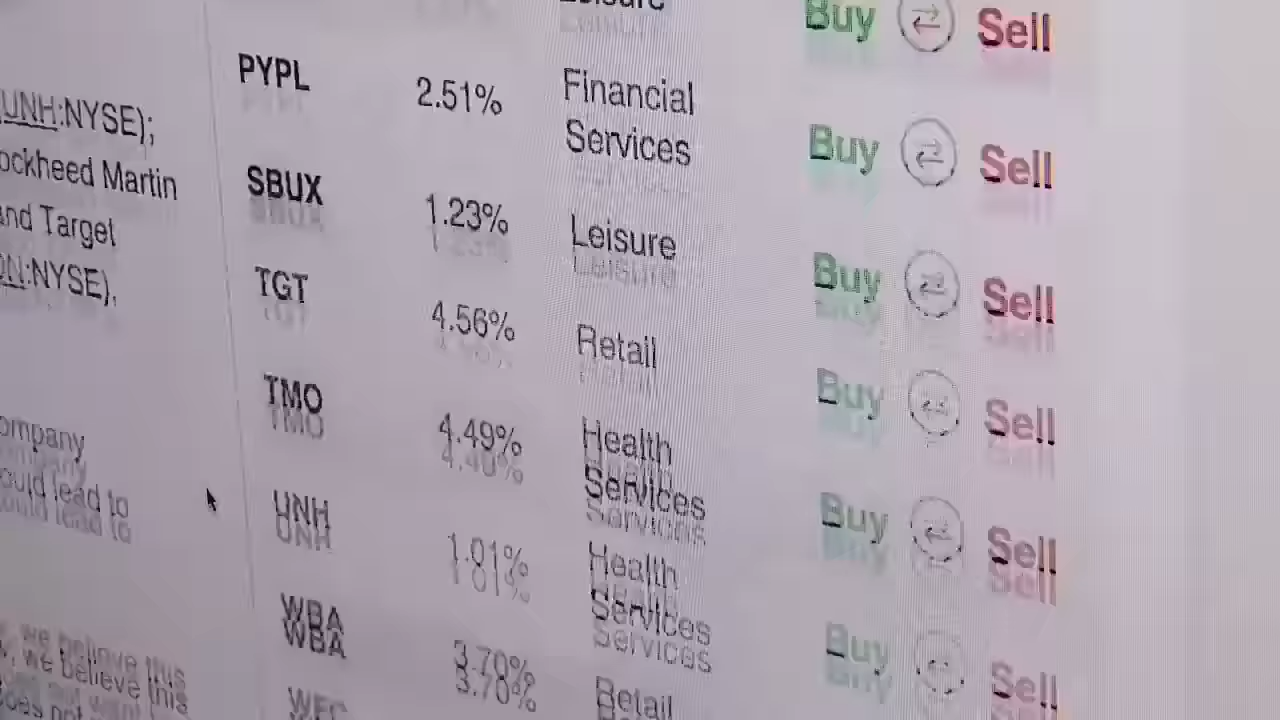 Leisure
Buy Sell
(UNH:NYSE);
ockheed Martin
and Target
:NYSE),
ompany
ould lead to
we believe this
PYPL 2.51% Financial
Services
Buy Sell
SBUX 1.23% Leisure
Buy Sell
TGT 4.56% Retail
Buy Sell
TMO 4.49% Health
Services
Buy Sell
UNH Health
Services
Buy Sell
WBA 3.70% Retail